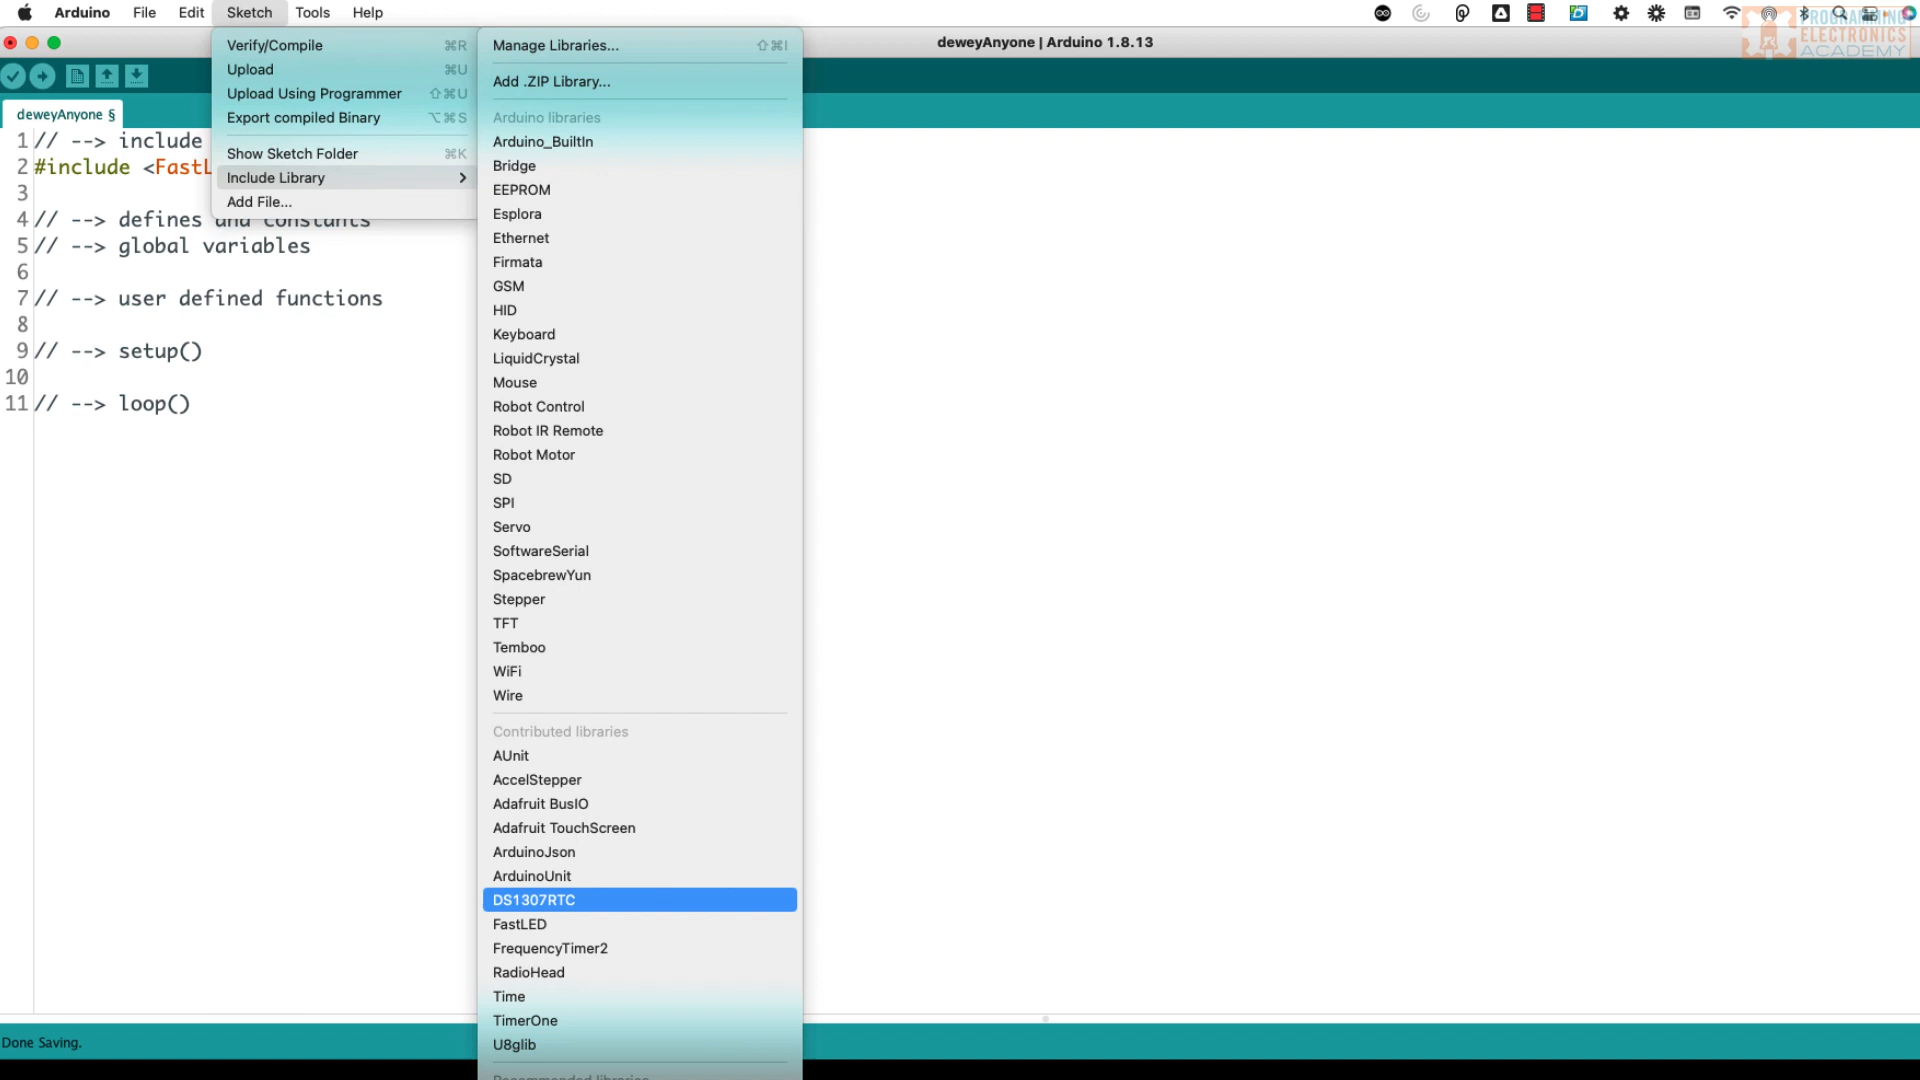 Arduino File Edit Sketch Tools Help
PROGRAMMING
ELECTRONICS
ACADEMY
deweyAnyone | Arduino 1.8.13
Verify/Compile ⌘R
Upload ⌘U
Upload Using Programmer ⇧⌘U
Export compiled Binary ⌥⌘S
Show Sketch Folder ⌘K
Include Library
Add File...
Manage Libraries... ⇧⌘I
Add .ZIP Library...
Arduino libraries
Arduino_BuiltIn
Bridge
EEPROM
Esplora
Ethernet
Firmata
GSM
HID
Keyboard
LiquidCrystal
Mouse
Robot Control
Robot IR Remote
Robot Motor
SD
SPI
Servo
SoftwareSerial
SpacebrewYun
Stepper
TFT
Temboo
WiFi
Wire
Contributed libraries
AUnit
AccelStepper
Adafruit BusIO
Adafruit TouchScreen
ArduinoJson
ArduinoUnit
DS1307RTC
FastLED
FrequencyTimer2
RadioHead
Time
TimerOne
U8glib
Recommended libraries
deweyAnyone §
1 // --> include
2 #include <FastL
3
4 // --> defines and constants
5 // --> global variables
6
7 // --> user defined functions
8
9 // --> setup()
10
11 // --> loop()
Done Saving.